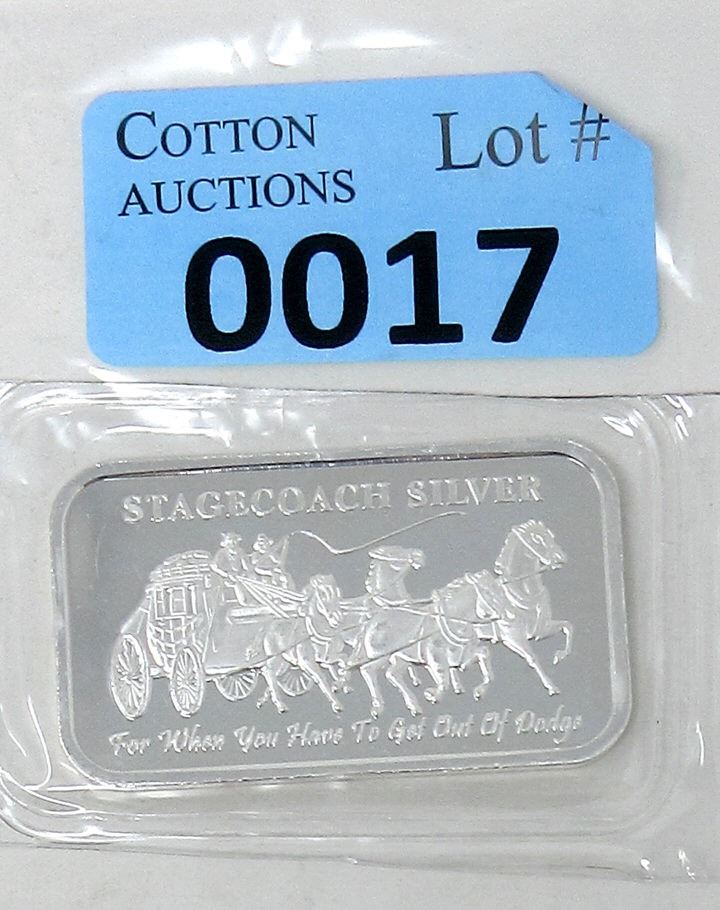 COTTON
AUCTIONS
Lot #
0017
STAGECOACH SILVER
For When You Have To Get Out Of Dodge